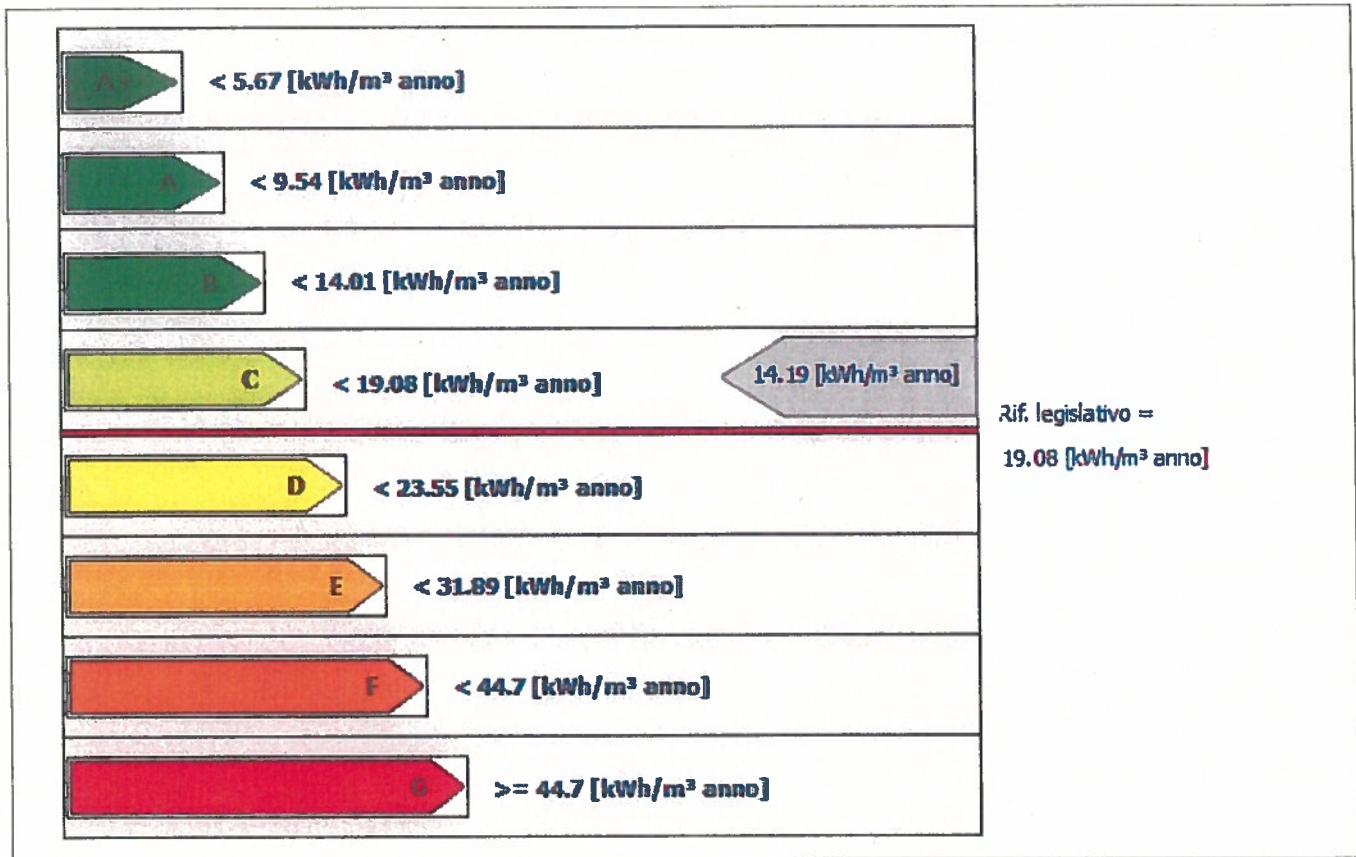 A+ < 5.67 [kWh/m³ anno]
A < 9.54 [kWh/m³ anno]
B < 14.01 [kWh/m³ anno]
C < 19.08 [kWh/m³ anno] 14.19 [kWh/m³ anno]
Rif. legislativo =
19.08 [kWh/m³ anno]
D < 23.55 [kWh/m³ anno]
E < 31.89 [kWh/m³ anno]
F < 44.7 [kWh/m³ anno]
G >= 44.7 [kWh/m³ anno]